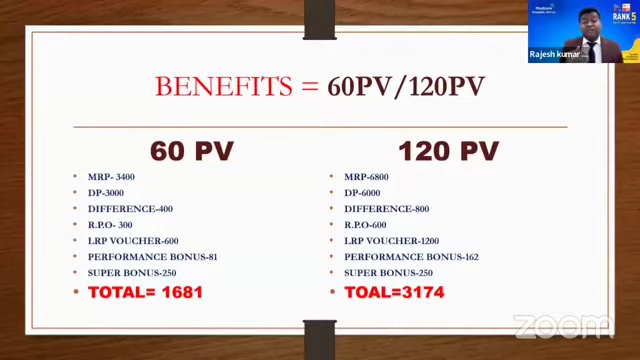 Modicare
RANK 5
Rajesh kumar ...
BENEFITS = 60PV/120PV
60 PV
• MRP- 3400
• DP-3000
• DIFFERENCE-400
• R.P.O- 300
• LRP VOUCHER-600
• PERFORMANCE BONUS-81
• SUPER BONUS-250
• TOTAL= 1681
120 PV
• MRP-6800
• DP-6000
• DIFFERENCE-800
• R.P.O-600
• LRP VOUCHER-1200
• PERFORMANCE BONUS-162
• SUPER BONUS-250
• TOAL=3174
zoom